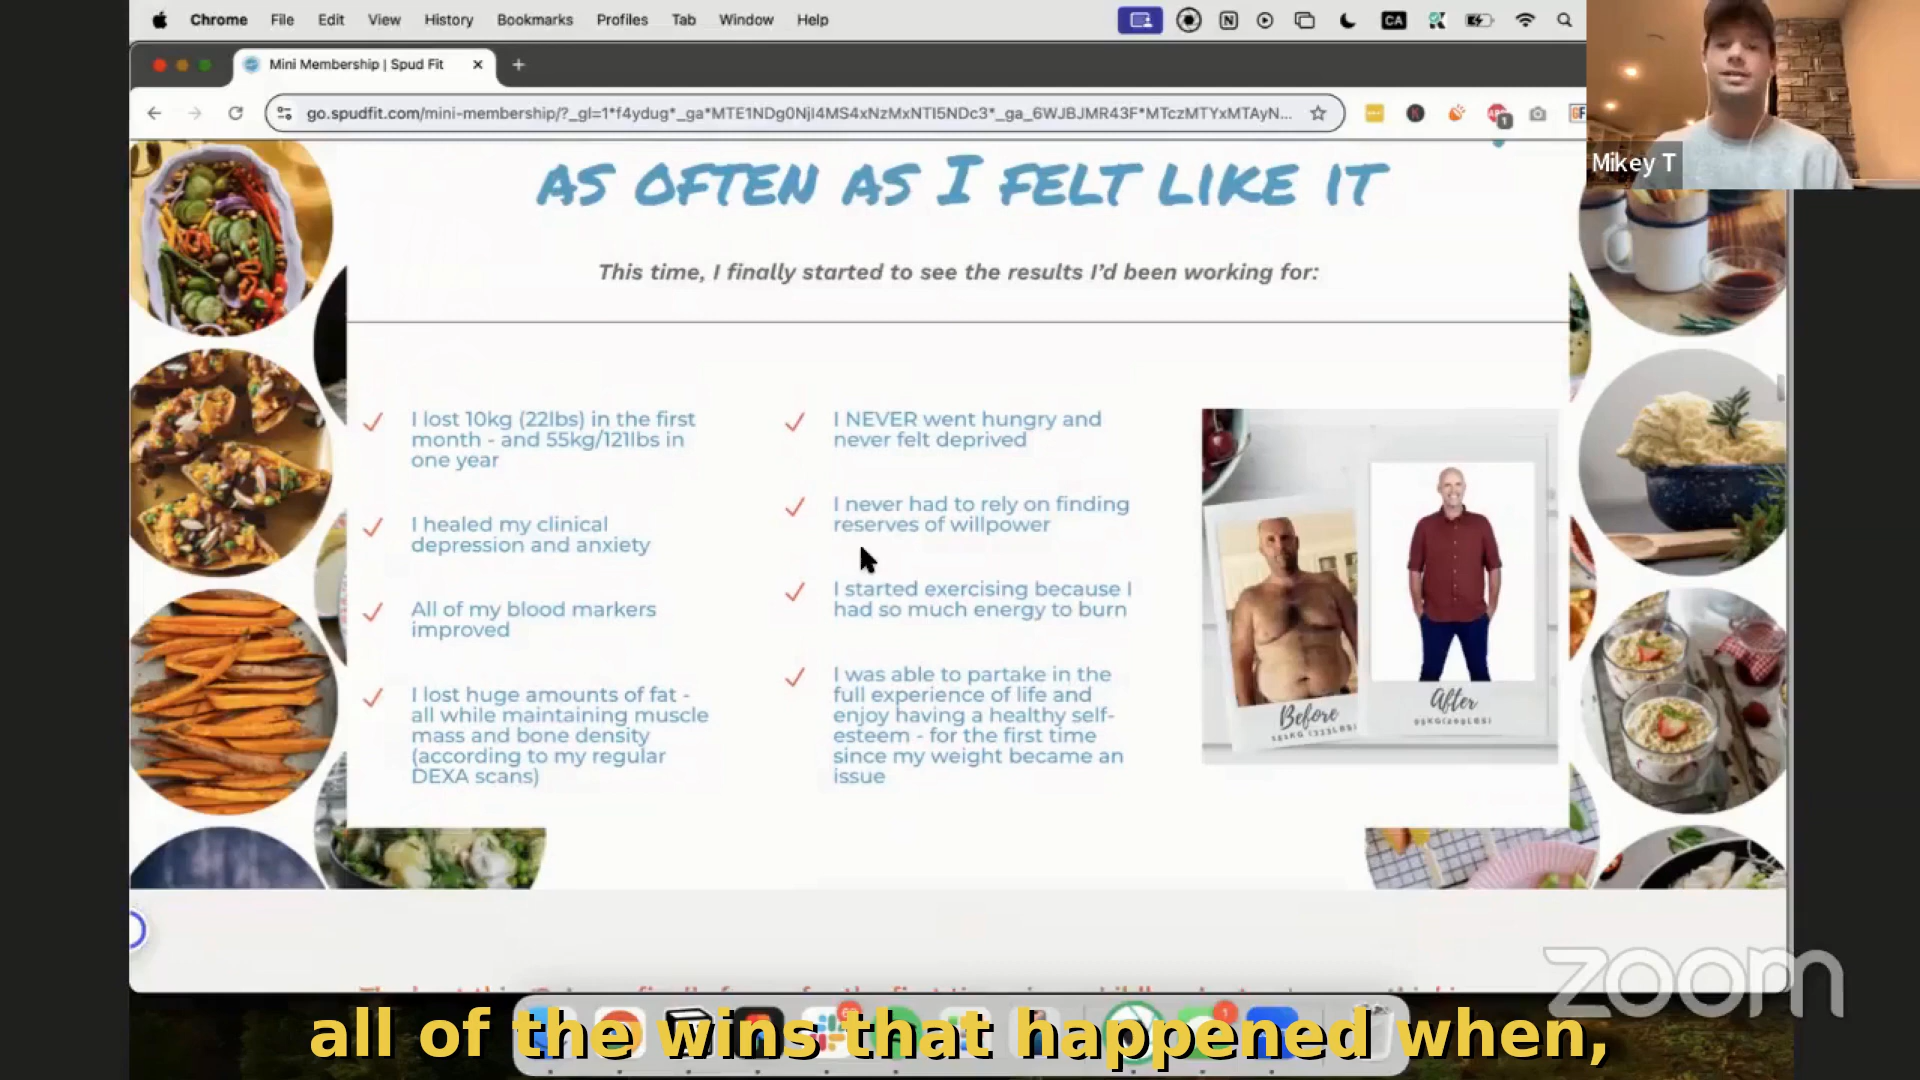 Chrome File Edit View History Bookmarks Profiles Tab Window Help
CA
Mini Membership | Spud Fit
go.spudfit.com/mini-membership/?_gl=1*f4ydug*_ga*MTE1NDg0NjI4MS4xNzMxNTI5NDc3*_ga_6WJBJMR43F*MTczMTYxMTAyN...
Mikey T
AS OFTEN AS I FELT LIKE IT
This time, I finally started to see the results I'd been working for:
I lost 10kg (22lbs) in the first
month - and 55kg/121lbs in
one year
I healed my clinical
depression and anxiety
All of my blood markers
improved
I lost huge amounts of fat -
all while maintaining muscle
mass and bone density
(according to my regular
DEXA scans)
I NEVER went hungry and
never felt deprived
I never had to rely on finding
reserves of willpower
I started exercising because I
had so much energy to burn
I was able to partake in the
full experience of life and
enjoy having a healthy self-
esteem - for the first time
since my weight became an
issue
Before
After
zoom
all of the wins that happened when,